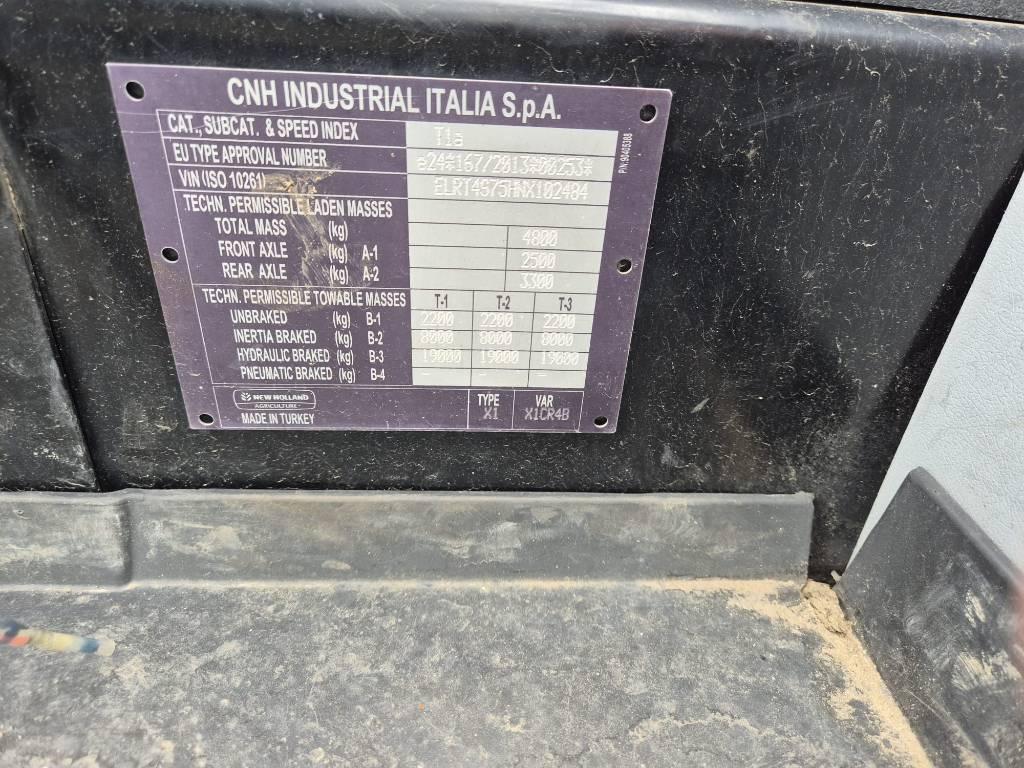 CNH INDUSTRIAL ITALIA S.p.A.
CAT., SUBCAT. & SPEED INDEX T1a
EU TYPE APPROVAL NUMBER e24*167/2013*00253*
VIN (ISO 10261) ELRT4S75HNX102484
TECHN. PERMISSIBLE LADEN MASSES
TOTAL MASS (kg) 4800
FRONT AXLE (kg) A-1 2500
REAR AXLE (kg) A-2 3300
TECHN. PERMISSIBLE TOWABLE MASSES T-1 T-2 T-3
UNBRAKED (kg) B-1 2200 2200 2200
INERTIA BRAKED (kg) B-2 8000 8000 8000
HYDRAULIC BRAKED (kg) B-3 19000 19000 19000
PNEUMATIC BRAKED (kg) B-4 - - -
NEW HOLLAND
AGRICULTURE
MADE IN TURKEY
TYPE VAR
X1 X1CR4B
P/N: 90405388